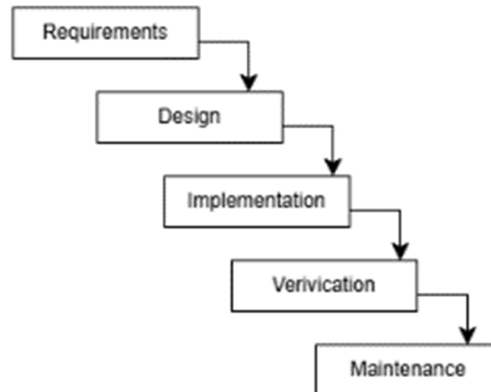 Requirements
Design
Implementation
Verivication
Maintenance